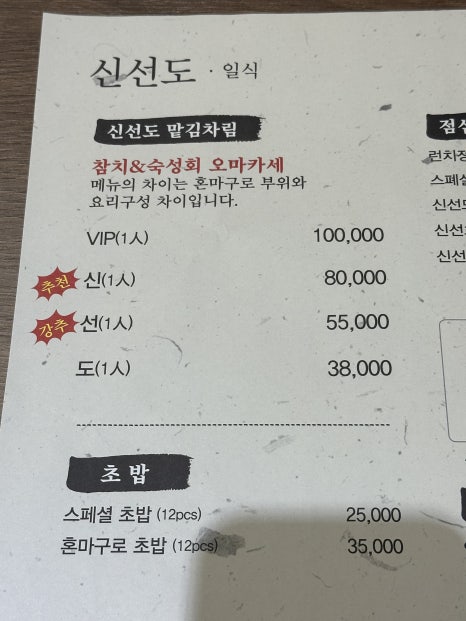 신선도 · 일식
신선도 맡김차림
참치&숙성회 오마카세
메뉴의 차이는 혼마구로 부위와
요리구성 차이입니다.
VIP(1人) 100,000
추천 신(1人) 80,000
강추 선(1人) 55,000
도(1人) 38,000
초밥
스페셜 초밥 (12pcs) 25,000
혼마구로 초밥 (12pcs) 35,000
런치정
스페셜
신선도
신선
신선